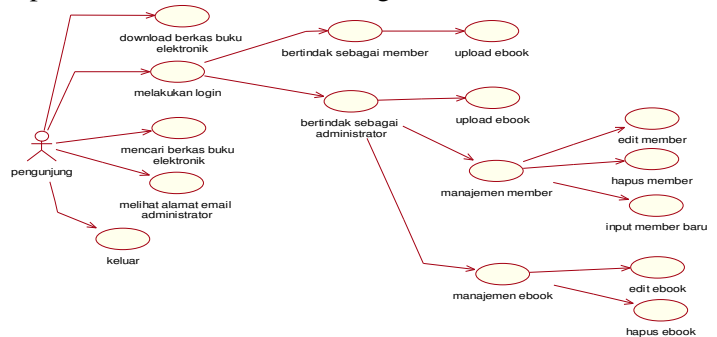 download berkas buku
elektronik
bertindak sebagai member
upload ebook
melakukan login
upload ebook
bertindak sebagai
administrator
edit member
mencari berkas buku
elektronik
pengunjung
manajemen member
hapus member
melihat alamat email
administrator
input member baru
keluar
manajemen ebook
edit ebook
hapus ebook